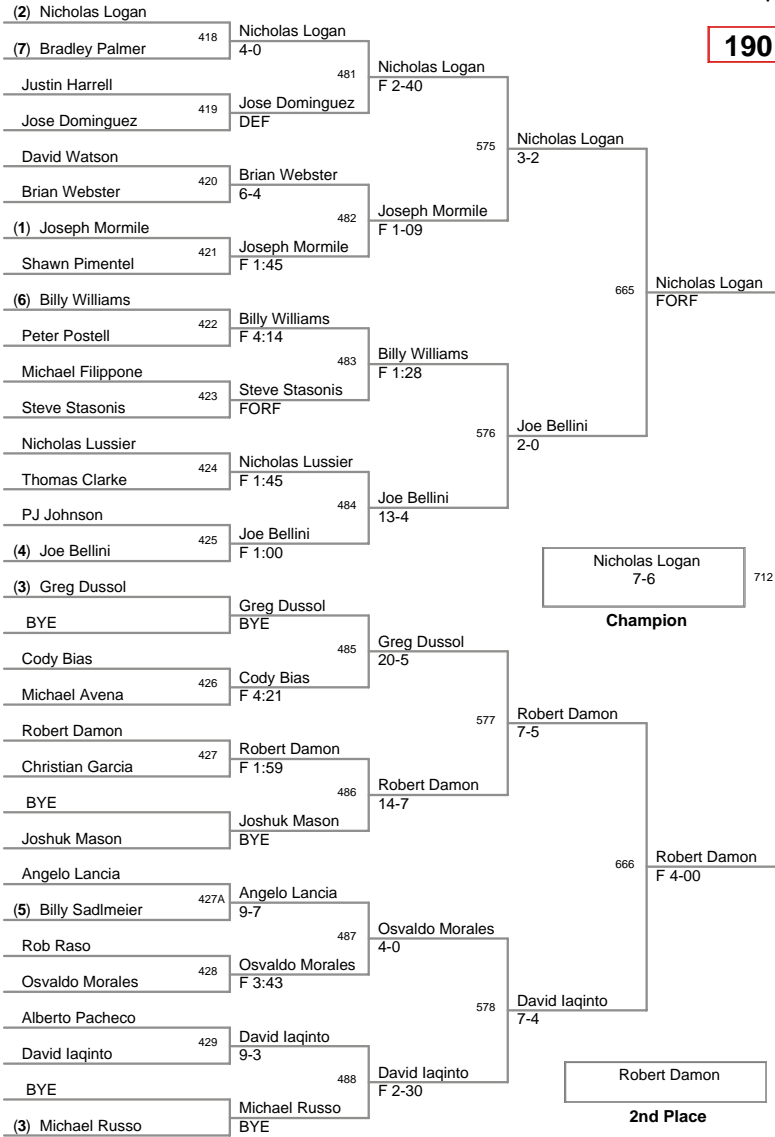 (2) Nicholas Logan
418
Nicholas Logan
(7) Bradley Palmer
4-0
190
481
Nicholas Logan
F 2-40
Justin Harrell
419
Jose Dominguez
Jose Dominguez
DEF
575
Nicholas Logan
3-2
David Watson
420
Brian Webster
Brian Webster
6-4
482
Joseph Mormile
F 1-09
(1) Joseph Mormile
421
Joseph Mormile
Shawn Pimentel
F 1:45
665
Nicholas Logan
FORF
(6) Billy Williams
422
Billy Williams
Peter Postell
F 4:14
483
Billy Williams
F 1:28
Michael Filippone
423
Steve Stasonis
Steve Stasonis
FORF
576
Joe Bellini
2-0
Nicholas Lussier
424
Nicholas Lussier
Thomas Clarke
F 1:45
484
Joe Bellini
13-4
PJ Johnson
425
Joe Bellini
(4) Joe Bellini
F 1:00
Nicholas Logan
7-6
712
Champion
(3) Greg Dussol
Greg Dussol
BYE
BYE
485
Greg Dussol
20-5
Cody Bias
426
Cody Bias
Michael Avena
F 4:21
577
Robert Damon
7-5
Robert Damon
427
Robert Damon
Christian Garcia
F 1:59
486
Robert Damon
14-7
BYE
Joshuk Mason
Joshuk Mason
BYE
666
Robert Damon
F 4-00
Angelo Lancia
427A
Angelo Lancia
(5) Billy Sadlmeier
9-7
487
Osvaldo Morales
4-0
Rob Raso
428
Osvaldo Morales
Osvaldo Morales
F 3:43
578
David Iaqinto
7-4
Alberto Pacheco
429
David Iaqinto
David Iaqinto
9-3
488
David Iaqinto
F 2-30
BYE
Michael Russo
(3) Michael Russo
BYE
Robert Damon
2nd Place